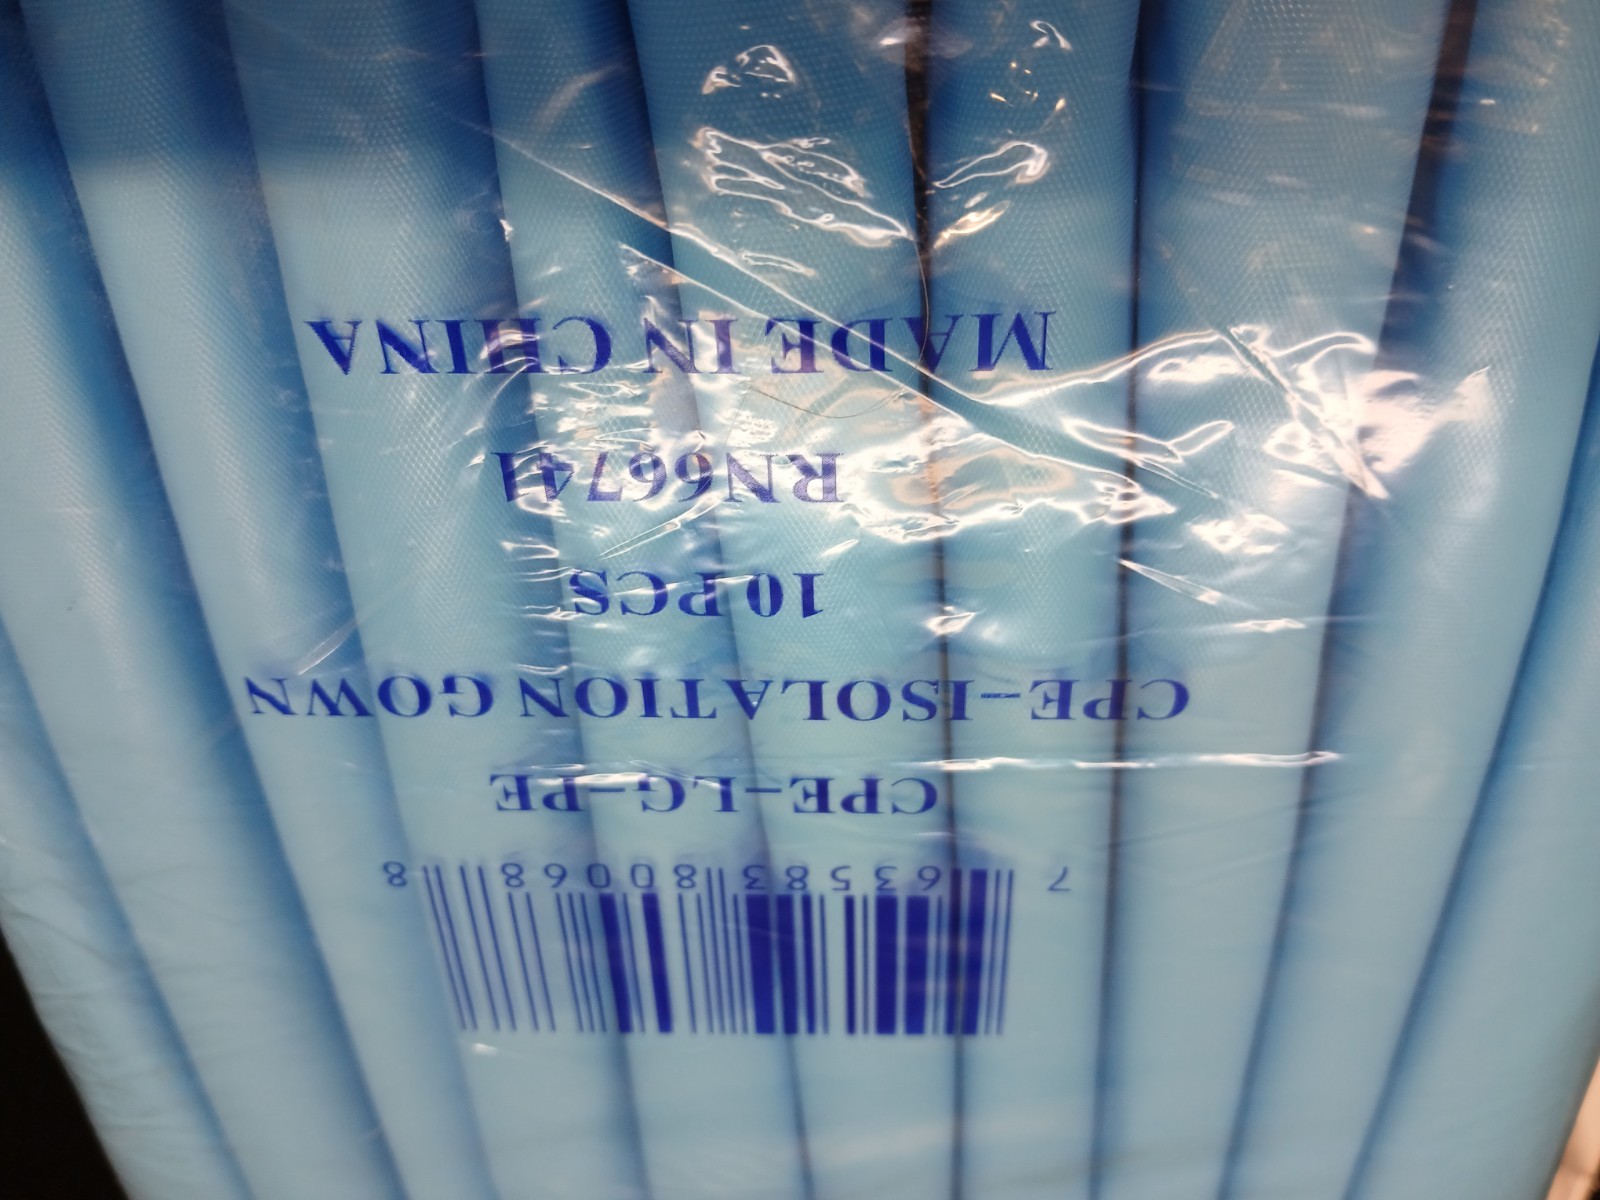 7 63583 80068 8
CPE-LG-PE
CPE-ISOLATION GOWN
10 PCS
RN66741
MADE IN CHINA